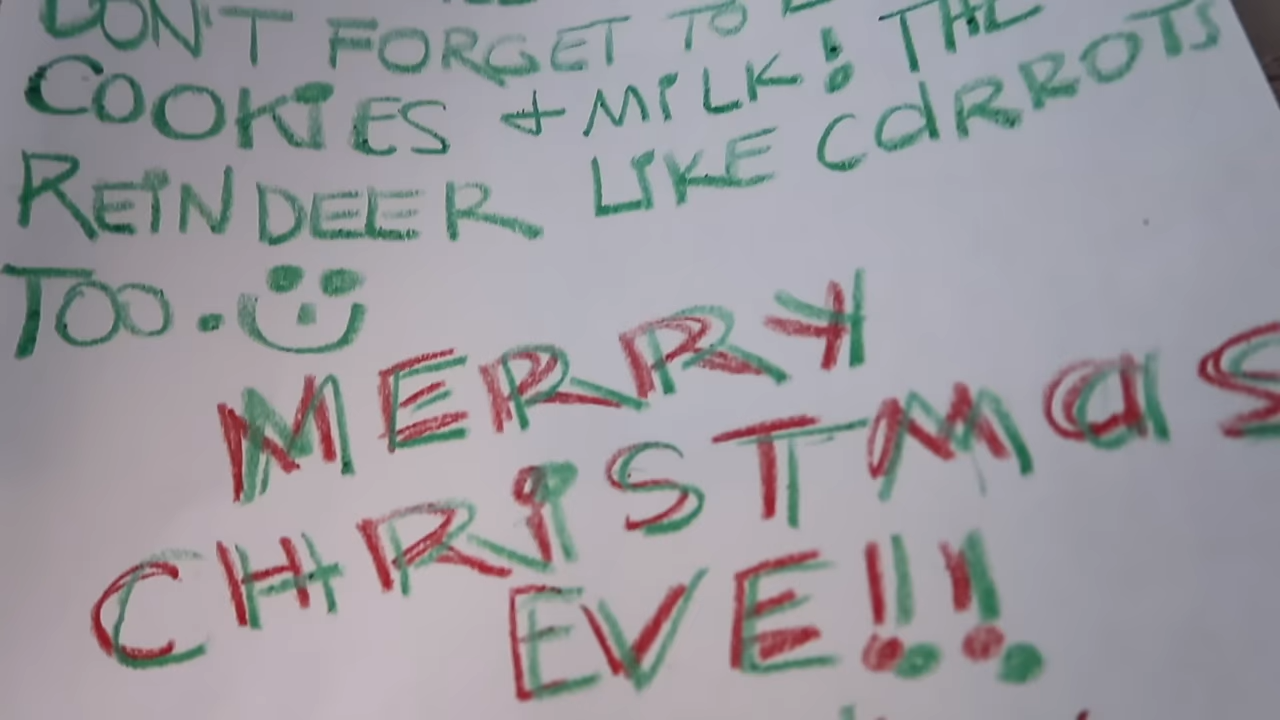 DON'T FORGET TO
COOKiES + MiLK! THE
REiNDEER LiKE CaRROTS
TOO.
MERRY
CHRiSTMaS
EVE!!